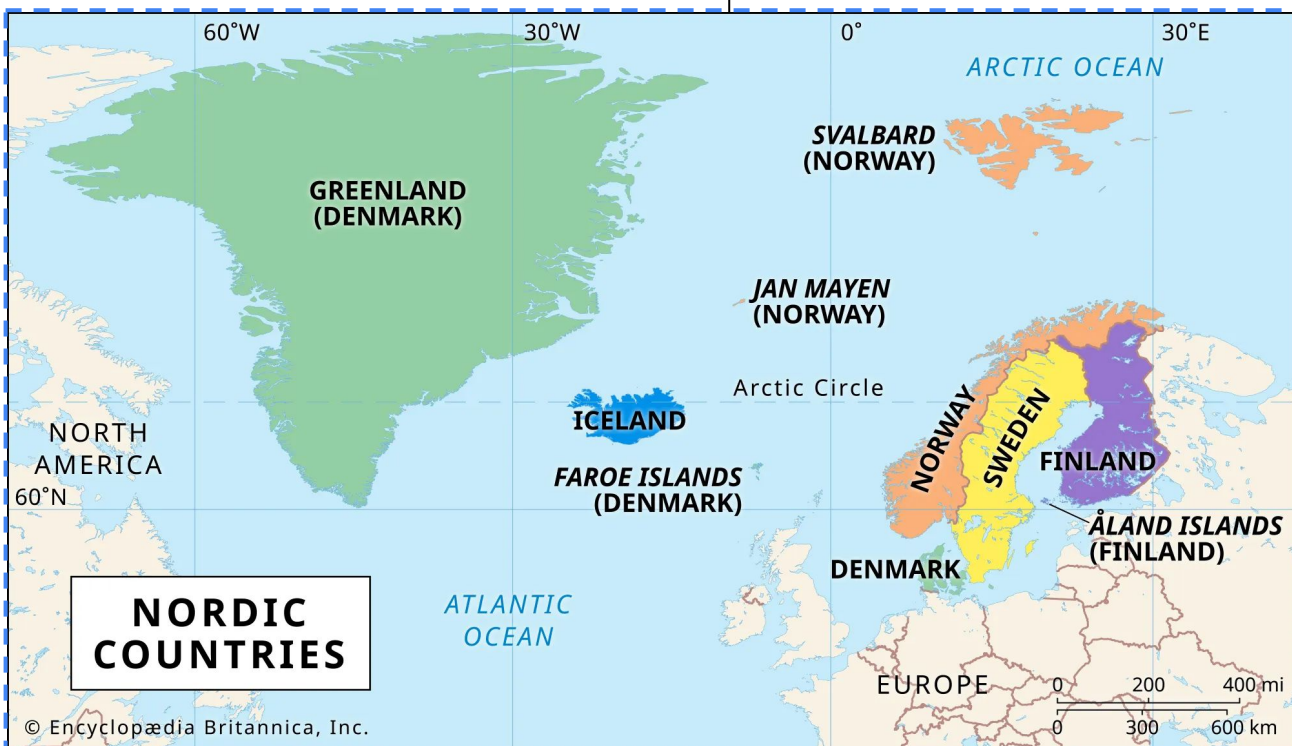 60°W
30°W
0°
30°E
ARCTIC OCEAN
SVALBARD
(NORWAY)
GREENLAND
(DENMARK)
JAN MAYEN
(NORWAY)
Arctic Circle
ICELAND
NORWAY
SWEDEN
FINLAND
NORTH
AMERICA
FAROE ISLANDS
(DENMARK)
60°N
ÅLAND ISLANDS
(FINLAND)
DENMARK
ATLANTIC
OCEAN
NORDIC
COUNTRIES
EUROPE
0 200 400 mi
0 300 600 km
© Encyclopædia Britannica, Inc.